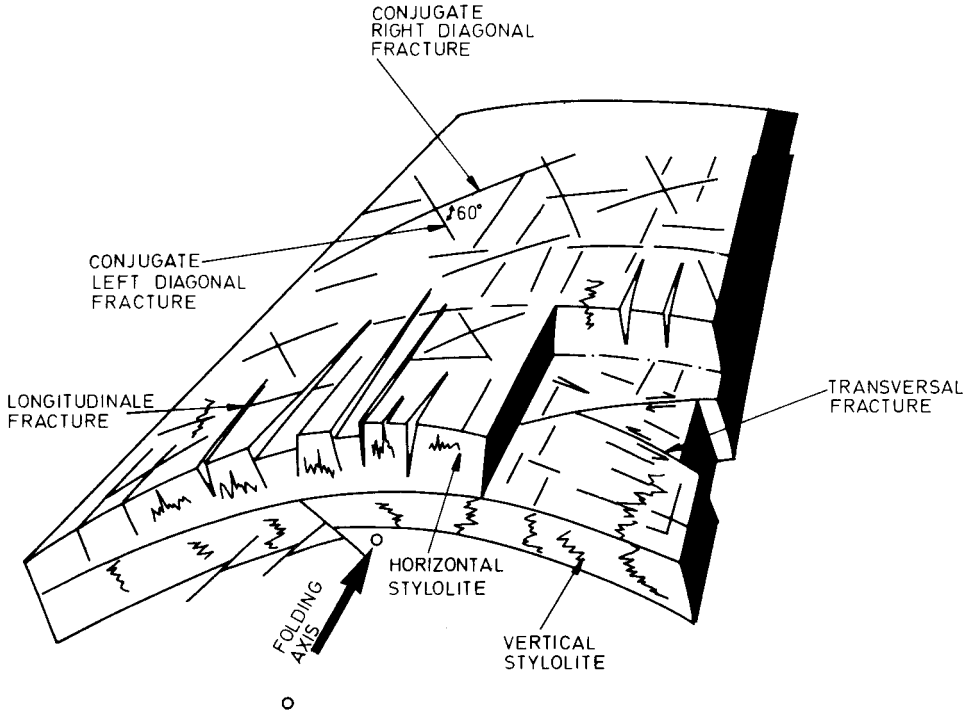 CONJUGATE
RIGHT DIAGONAL
FRACTURE
60°
CONJUGATE
LEFT DIAGONAL
FRACTURE
LONGITUDINALE
FRACTURE
TRANSVERSAL
FRACTURE
HORIZONTAL
STYLOLITE
FOLDING
AXIS
VERTICAL
STYLOLITE